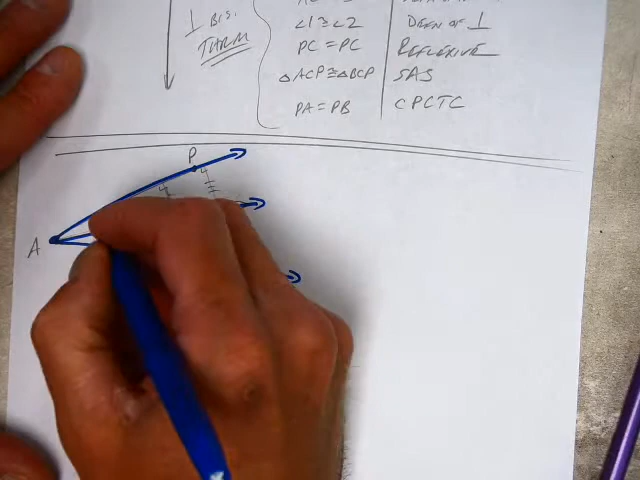 ⊥ BIS.
THRM
∠1 ≅ ∠2
DEFN OF ⊥
PC = PC
REFLEXIVE
△ACP ≅ △BCP
SAS
PA = PB
CPCTC
P
A